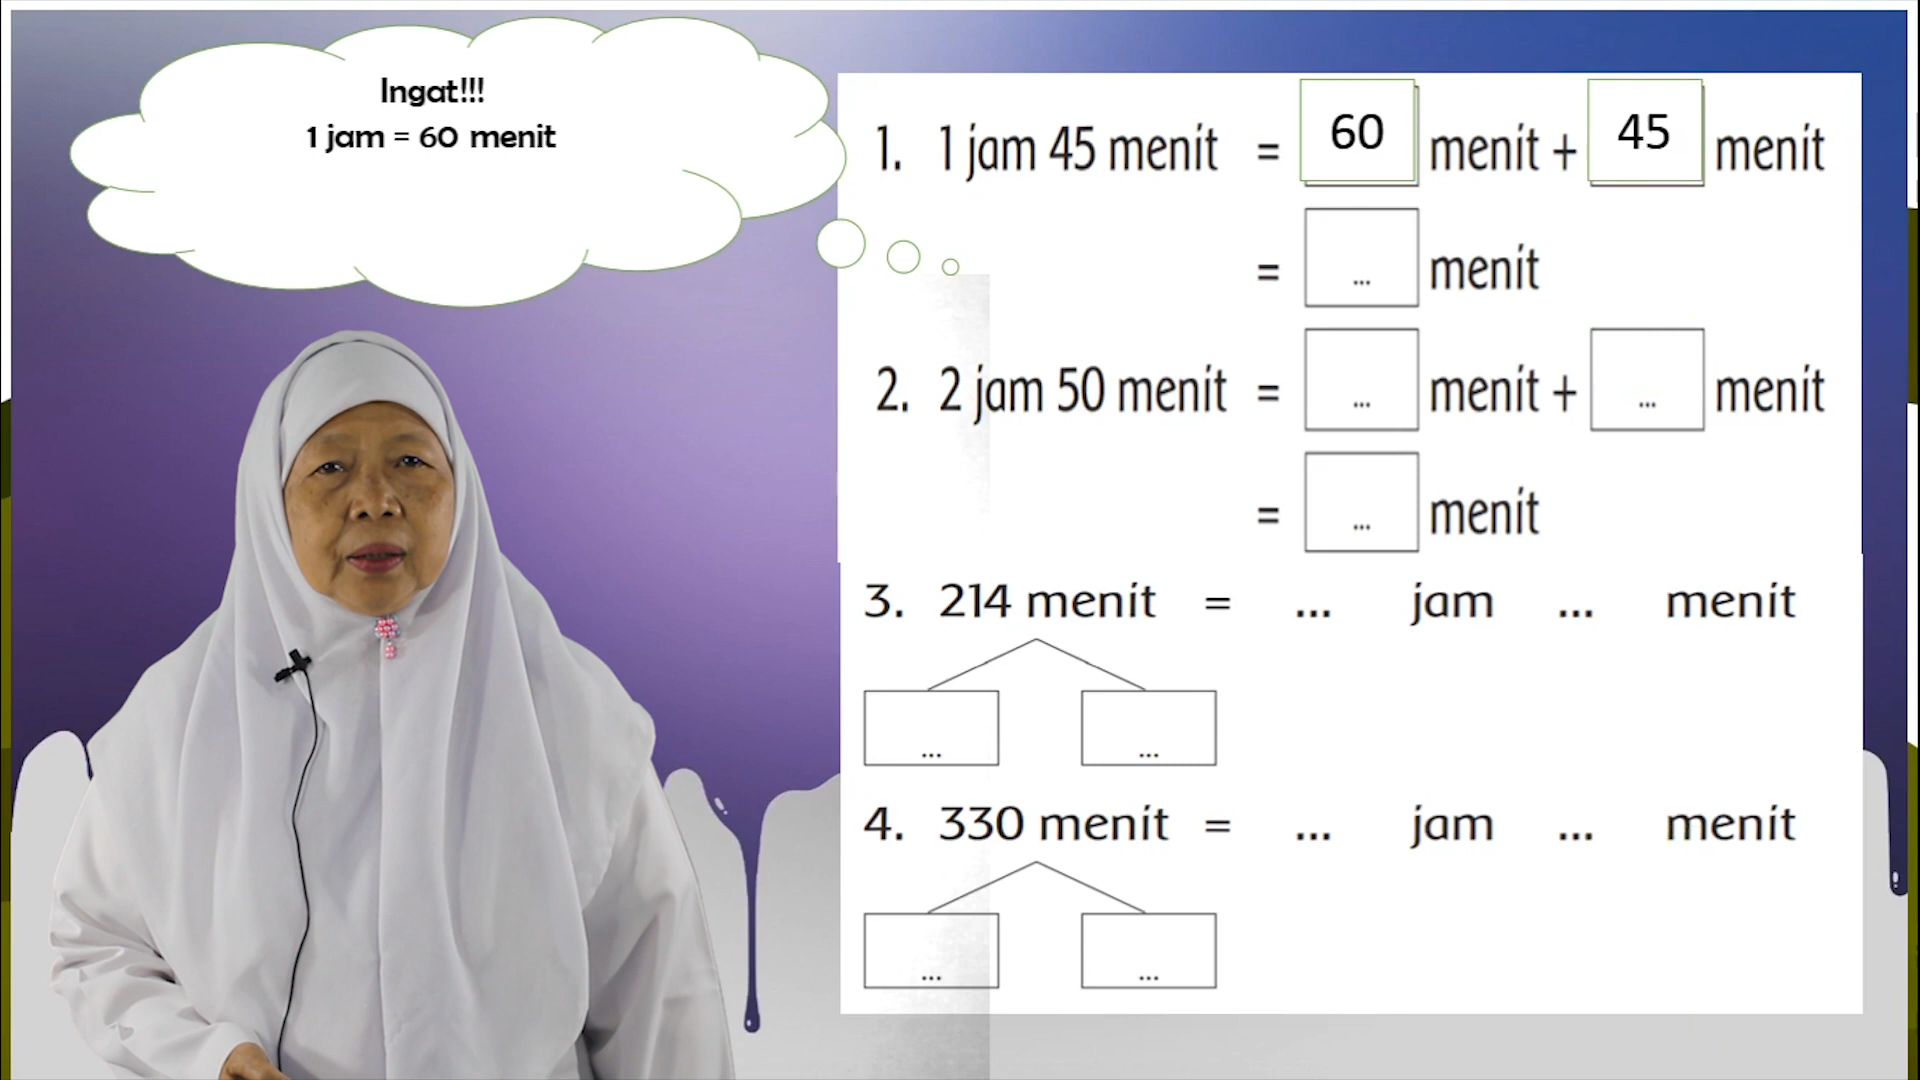 Ingat!!!
1 jam = 60 menit
1. 1 jam 45 menit = 60 menit + 45 menit
= ... menit
2. 2 jam 50 menit = ... menit + ... menit
= ... menit
3. 214 menit = ... jam ... menit
... ...
4. 330 menit = ... jam ... menit
... ...